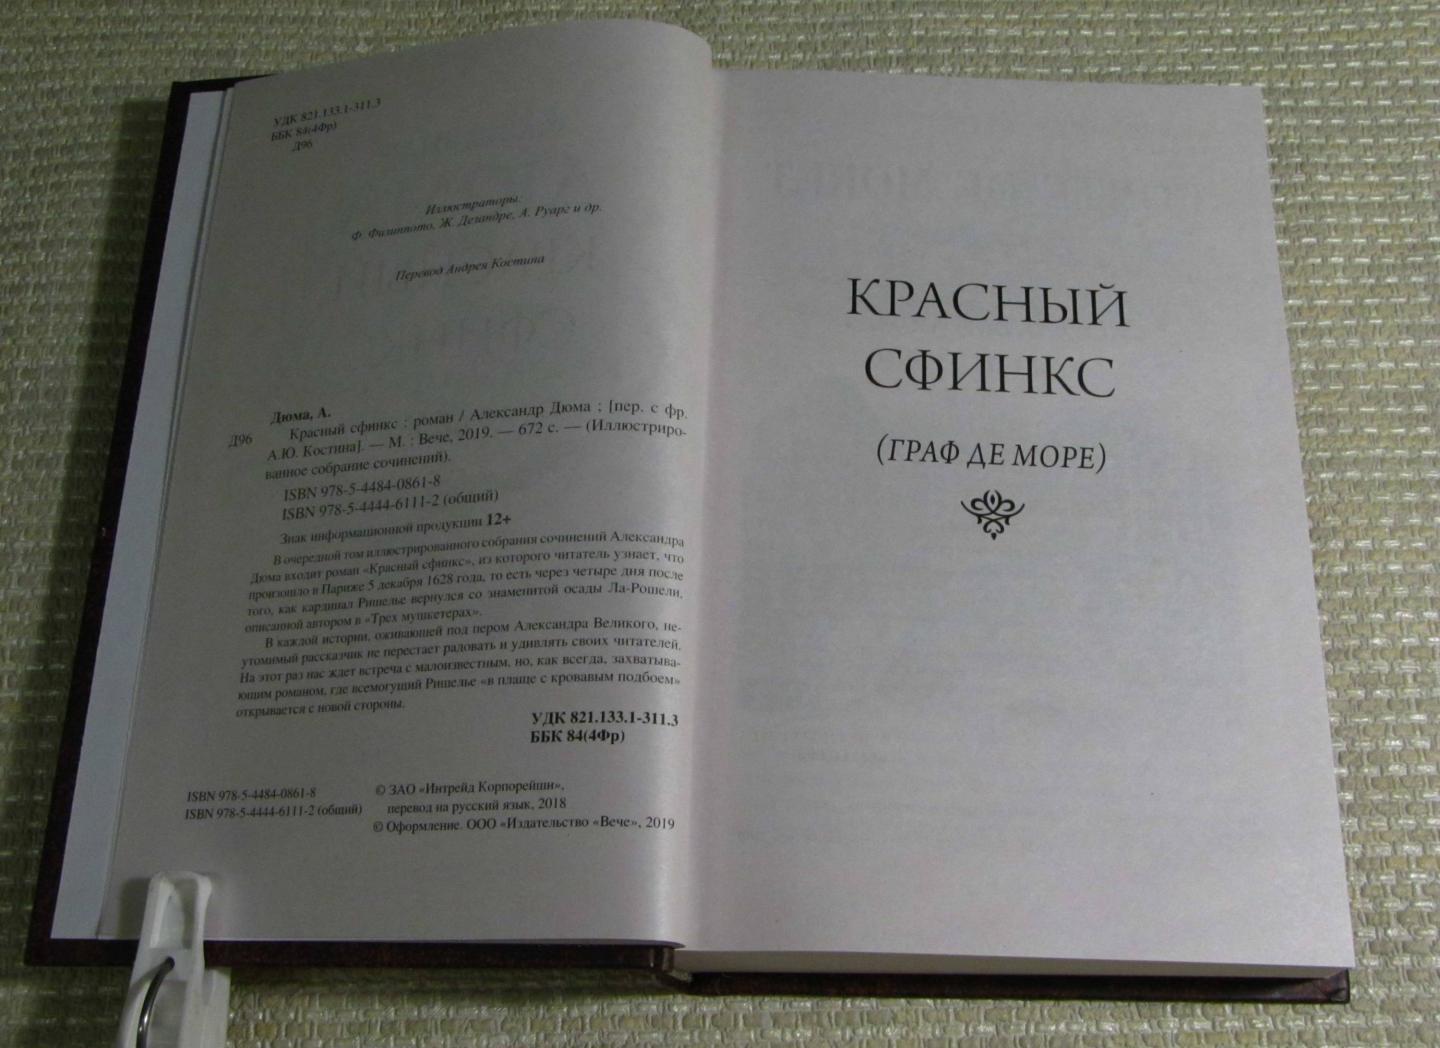 УДК 821.133.1-311.3
ББК 84(4Фр)
Д96
Иллюстраторы:
Ф. Филиппото, Ж. Дезандре, А. Руарг и др.
Перевод Андрея Костина
Дюма, А.
Д96 Красный сфинкс : роман / Александр Дюма ; [пер. с фр.
А.Ю. Костина]. — М. : Вече, 2019. — 672 с. — (Иллюстриро-
ванное собрание сочинений).
ISBN 978-5-4484-0861-8
ISBN 978-5-4444-6111-2 (общий)
Знак информационной продукции 12+
В очередной том иллюстрированного собрания сочинений Александра
Дюма входит роман «Красный сфинкс», из которого читатель узнает, что
произошло в Париже 5 декабря 1628 года, то есть через четыре дня после
того, как кардинал Ришелье вернулся со знаменитой осады Ла-Рошели,
описанной автором в «Трех мушкетерах».
В каждой истории, оживающей под пером Александра Великого, не-
утомимый рассказчик не перестает радовать и удивлять своих читателей.
На этот раз нас ждет встреча с малоизвестным, но, как всегда, захватыва-
ющим романом, где всемогущий Ришелье «в плаще с кровавым подбоем»
открывается с новой стороны.
УДК 821.133.1-311.3
ББК 84(4Фр)
ISBN 978-5-4484-0861-8
ISBN 978-5-4444-6111-2 (общий)
© ЗАО «Интрейд Корпорейшн»,
перевод на русский язык, 2018
© Оформление. ООО «Издательство «Вече», 2019
КРАСНЫЙ
СФИНКС
(ГРАФ ДЕ МОРЕ)